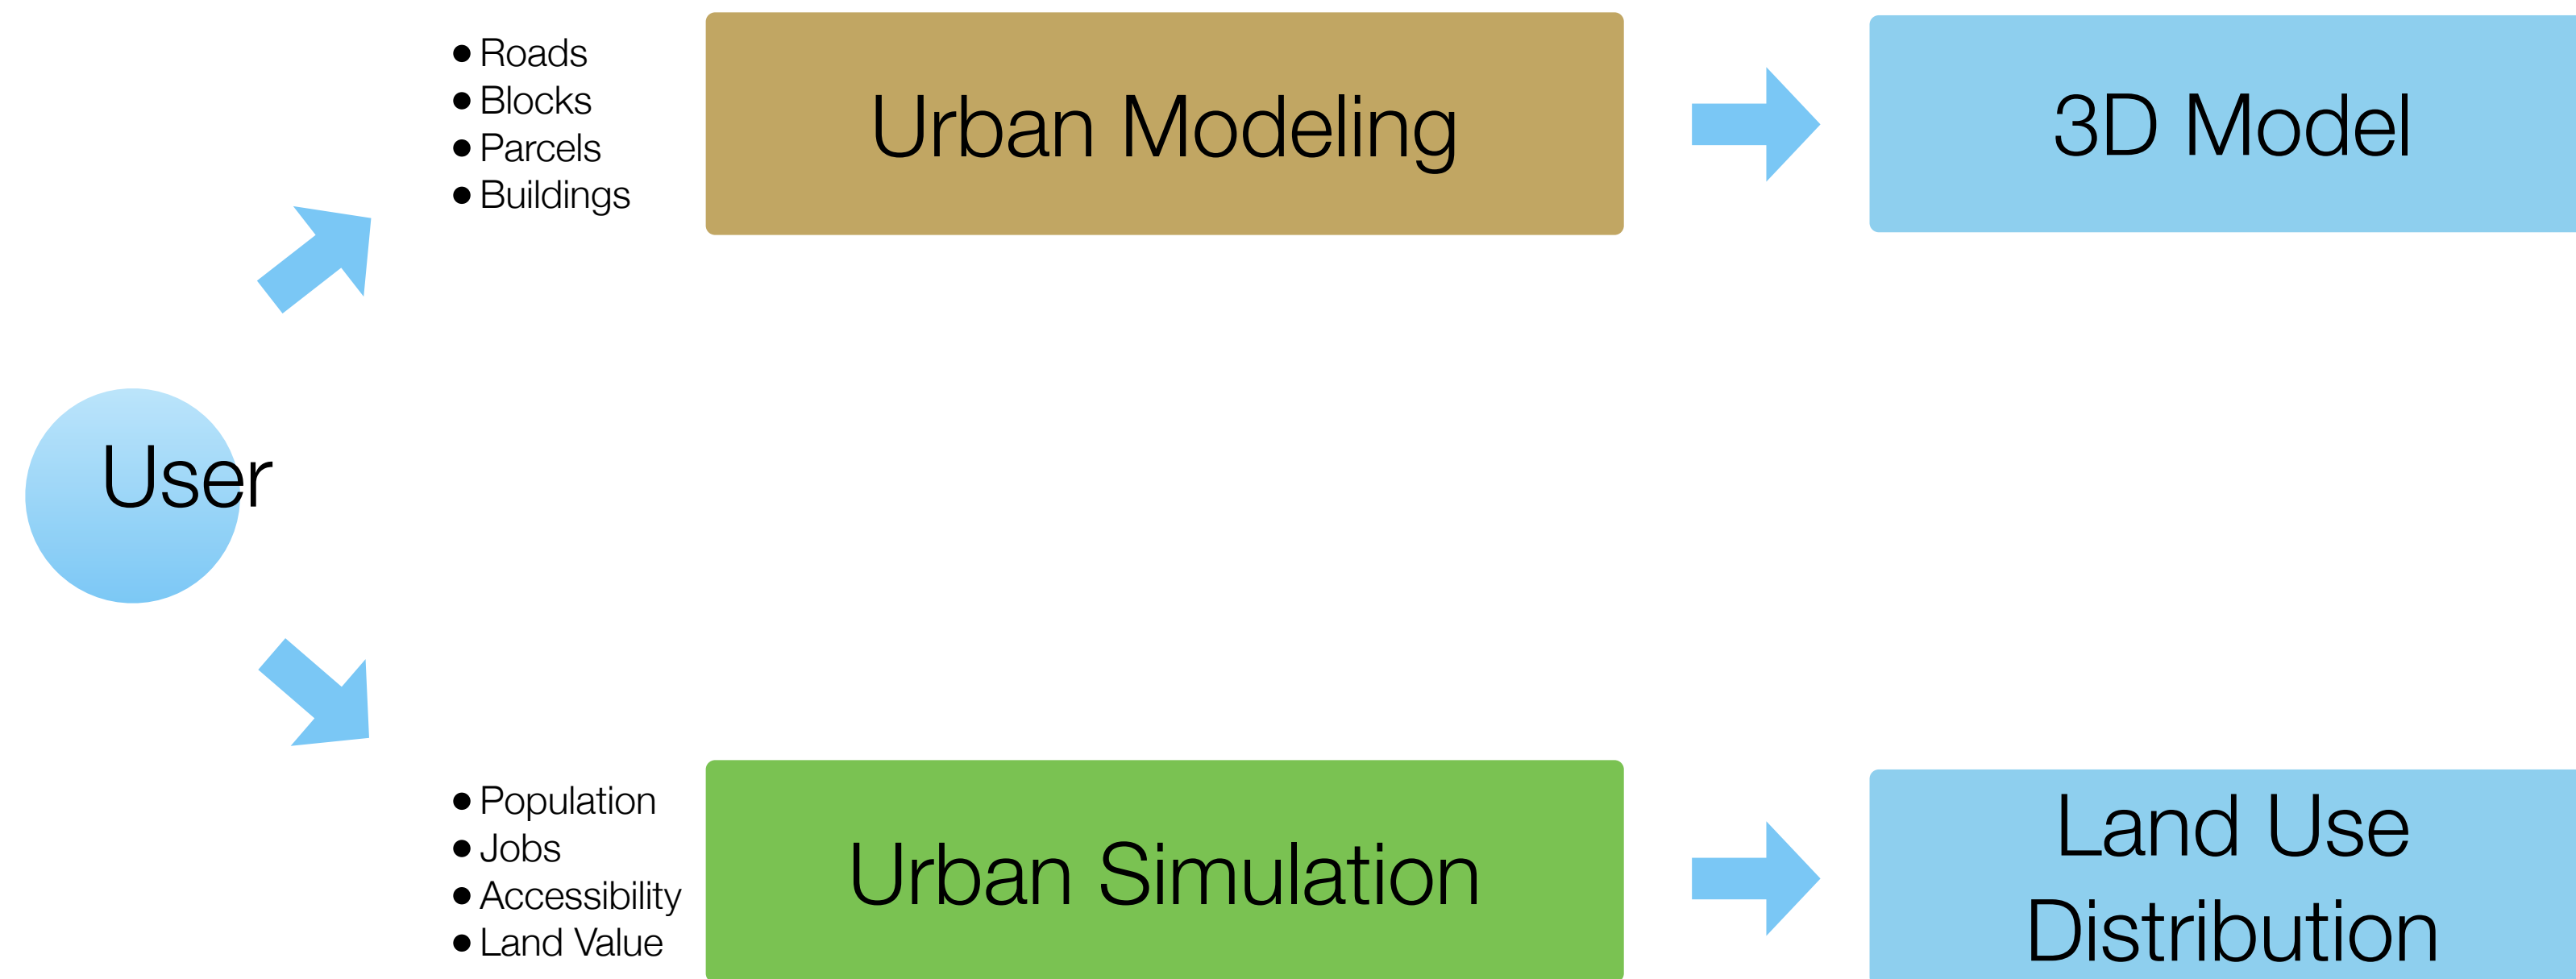 • Roads
• Blocks
• Parcels
• Buildings
Urban Modeling
3D Model
User
• Population
• Jobs
• Accessibility
• Land Value
Urban Simulation
Land Use
Distribution